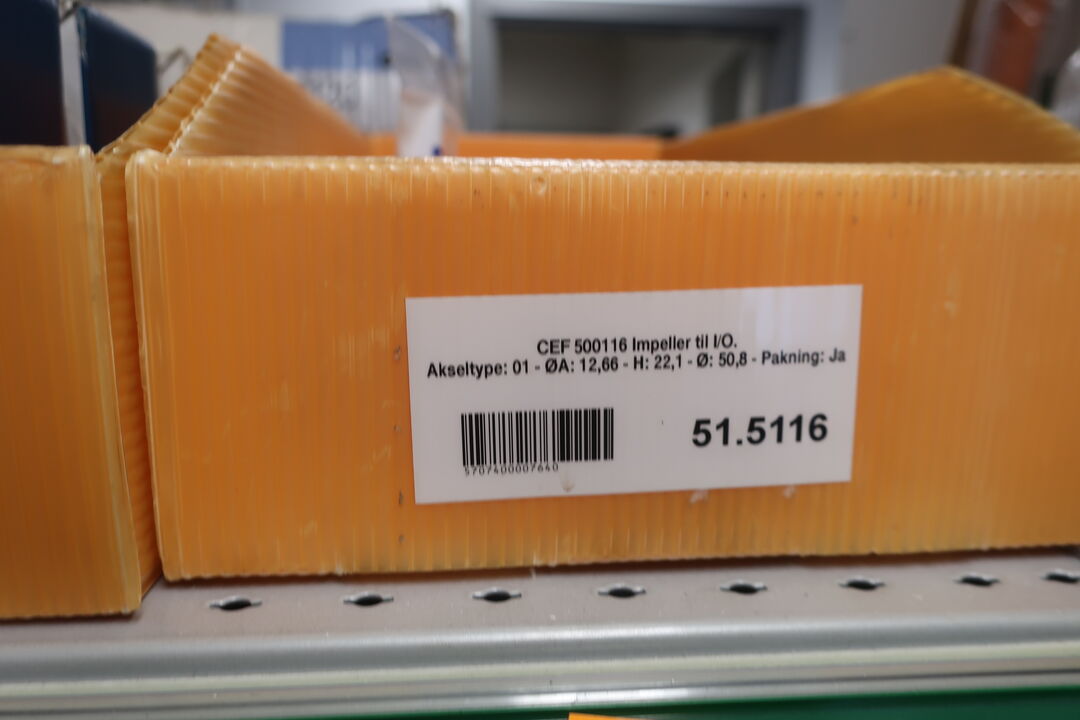 CEF 500116 Impeller til I/O.
Akseltype: 01 - ØA: 12,66 - H: 22,1 - Ø: 50,8 - Pakning: Ja
51.5116
5707400007640